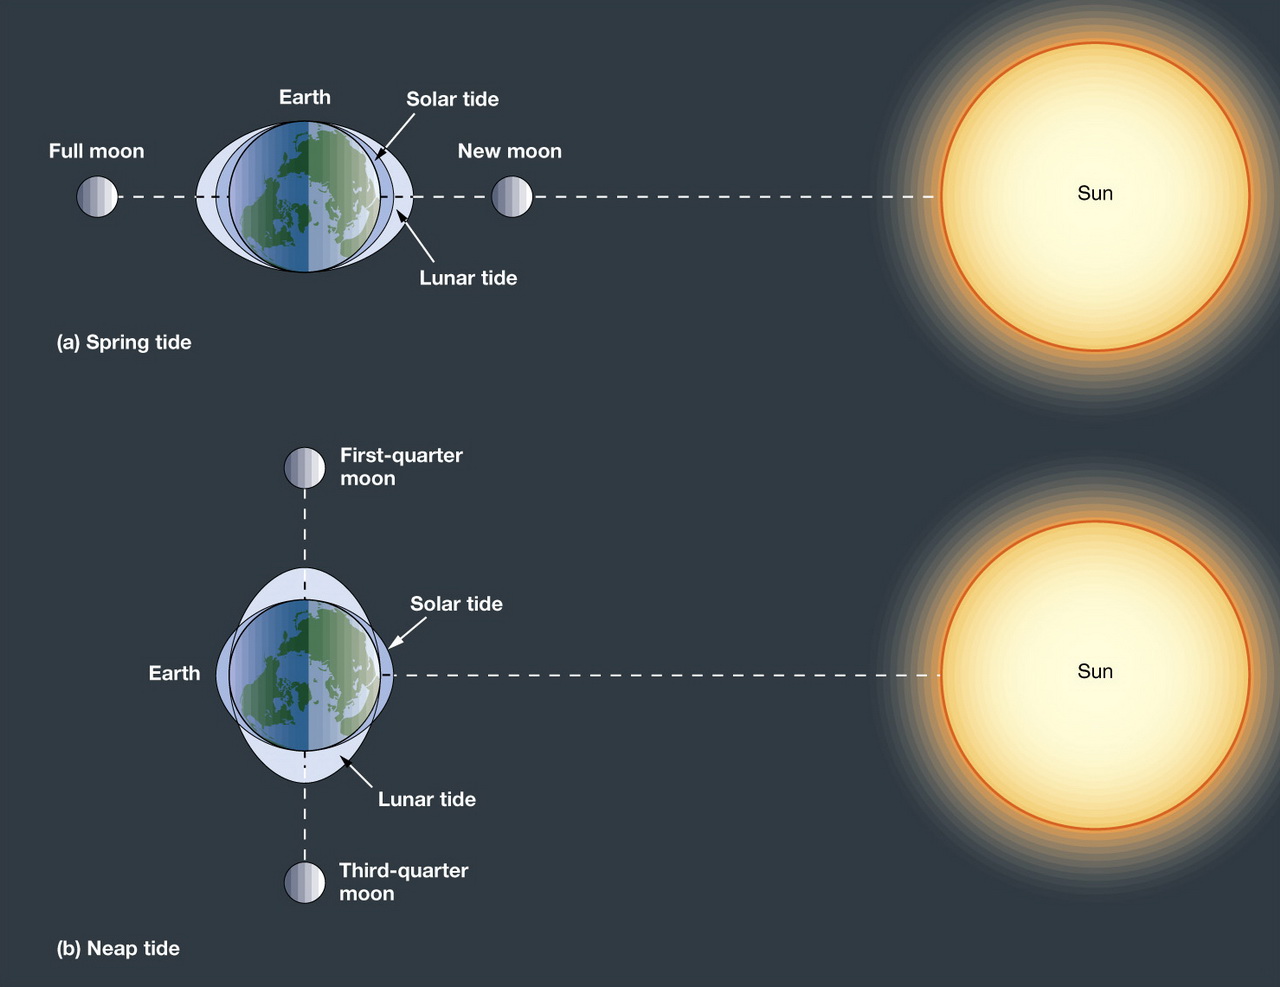 Earth
Solar tide
Full moon
New moon
Sun
Lunar tide
(a) Spring tide
First-quarter
moon
Solar tide
Earth
Sun
Lunar tide
Third-quarter
moon
(b) Neap tide